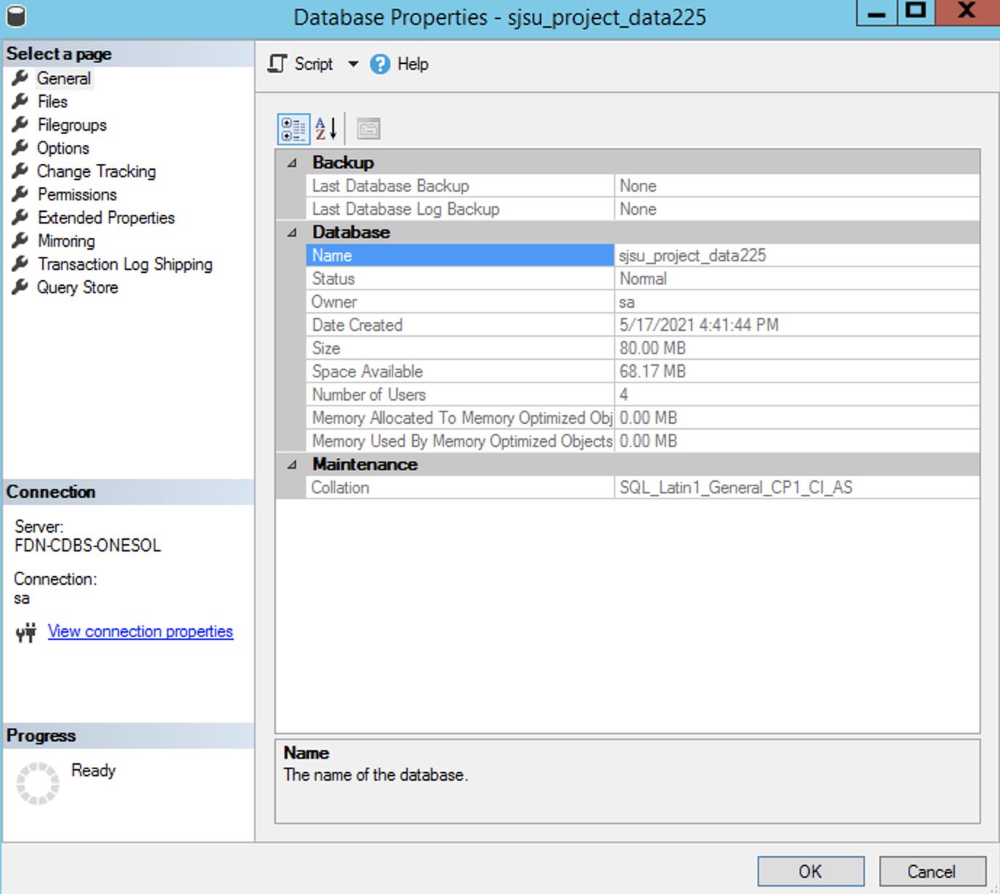 Database Properties - sjsu_project_data225
Select a page
General
Files
Filegroups
Options
Change Tracking
Permissions
Extended Properties
Mirroring
Transaction Log Shipping
Query Store
Connection
Server:
FDN-CDBS-ONESOL
Connection:
sa
View connection properties
Progress
Ready
Script Help
Backup
Last Database Backup None
Last Database Log Backup None
Database
Name sjsu_project_data225
Status Normal
Owner sa
Date Created 5/17/2021 4:41:44 PM
Size 80.00 MB
Space Available 68.17 MB
Number of Users 4
Memory Allocated To Memory Optimized Obj 0.00 MB
Memory Used By Memory Optimized Objects 0.00 MB
Maintenance
Collation SQL_Latin1_General_CP1_CI_AS
Name
The name of the database.
OK Cancel